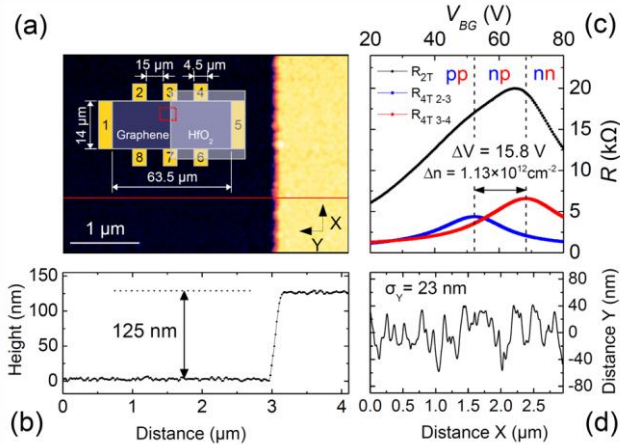 (a)
15 µm
4.5 µm
2
3
4
14 µm
1
Graphene
HfO₂
5
8
7
6
63.5 µm
1 µm
X
Y
(c)
V_BG (V)
20 40 60 80
pp np nn
R_2T
R_4T 2-3
R_4T 3-4
ΔV = 15.8 V
Δn = 1.13×10¹²cm⁻²
20
15
10
5
0
R (kΩ)
150
125
100
75
50
25
0
Height (nm)
125 nm
0 1 2 3 4
Distance (µm)
(b)
σ_Y = 23 nm
80
40
0
-40
-80
Distance Y (nm)
0.0 0.5 1.0 1.5 2.0 2.5
Distance X (µm)
(d)